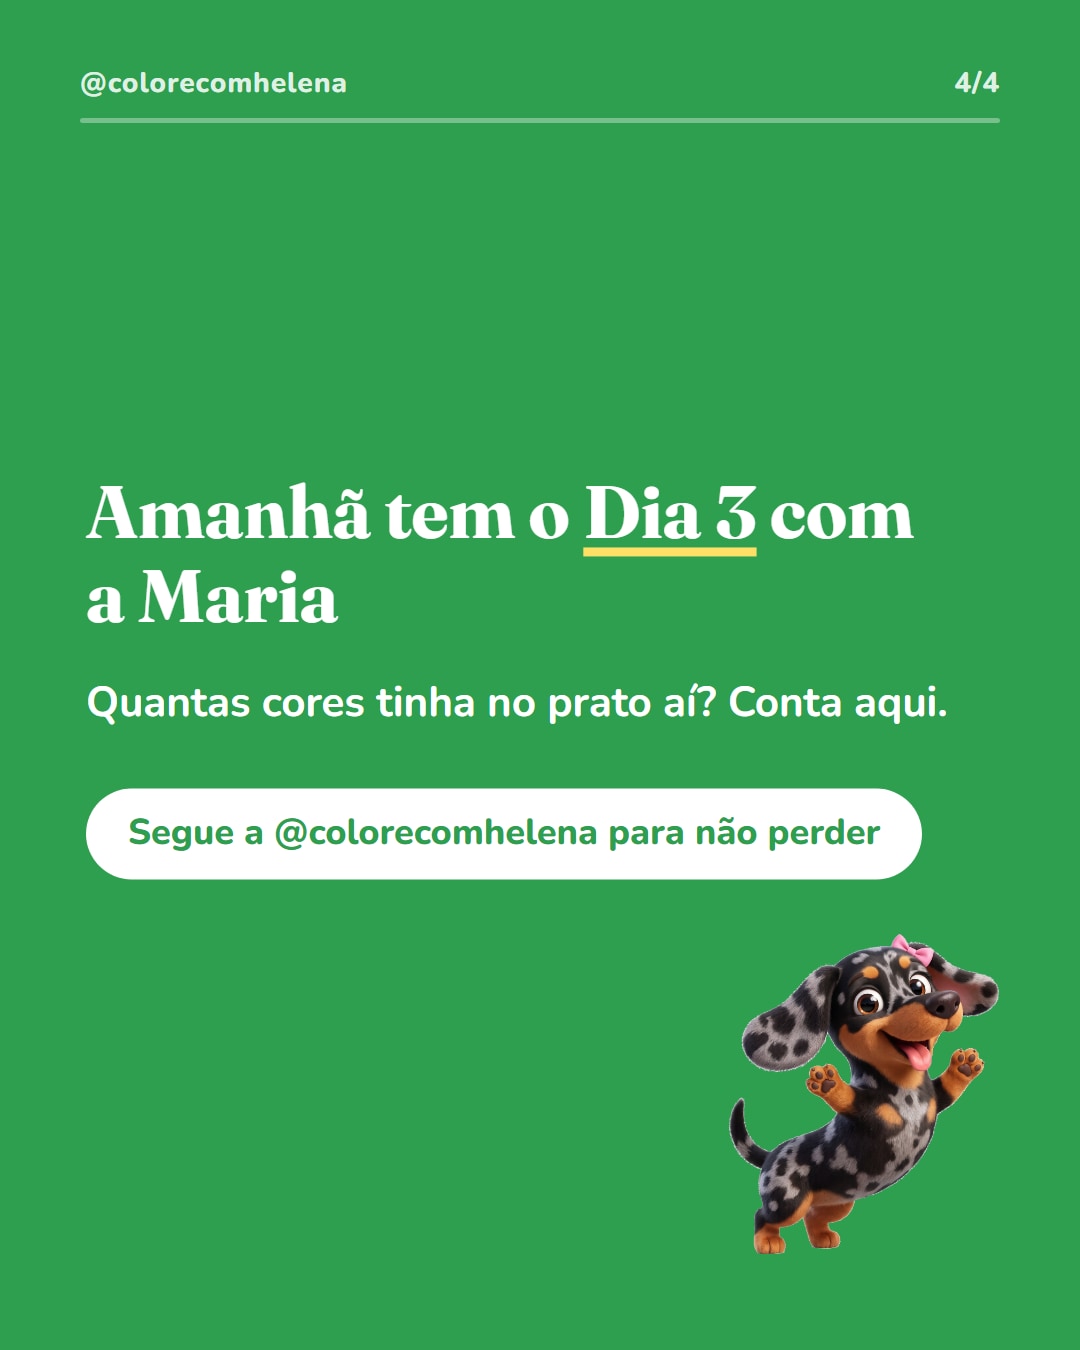 @colorecomhelena
4/4
Amanhã tem o Dia 3 com
a Maria
Quantas cores tinha no prato aí? Conta aqui.
Segue a @colorecomhelena para não perder